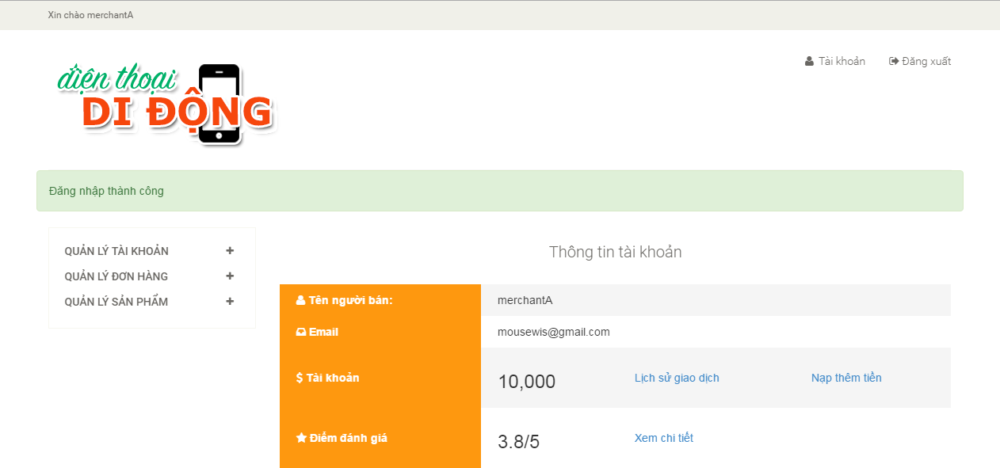 Xin chào merchantA
Tài khoản Đăng xuất
điện thoại
DI ĐỘNG
Đăng nhập thành công
QUẢN LÝ TÀI KHOẢN
QUẢN LÝ ĐƠN HÀNG
QUẢN LÝ SẢN PHẨM
Thông tin tài khoản
Tên người bán: merchantA
Email mousewis@gmail.com
Tài khoản 10,000 Lịch sử giao dịch Nạp thêm tiền
Điểm đánh giá 3.8/5 Xem chi tiết